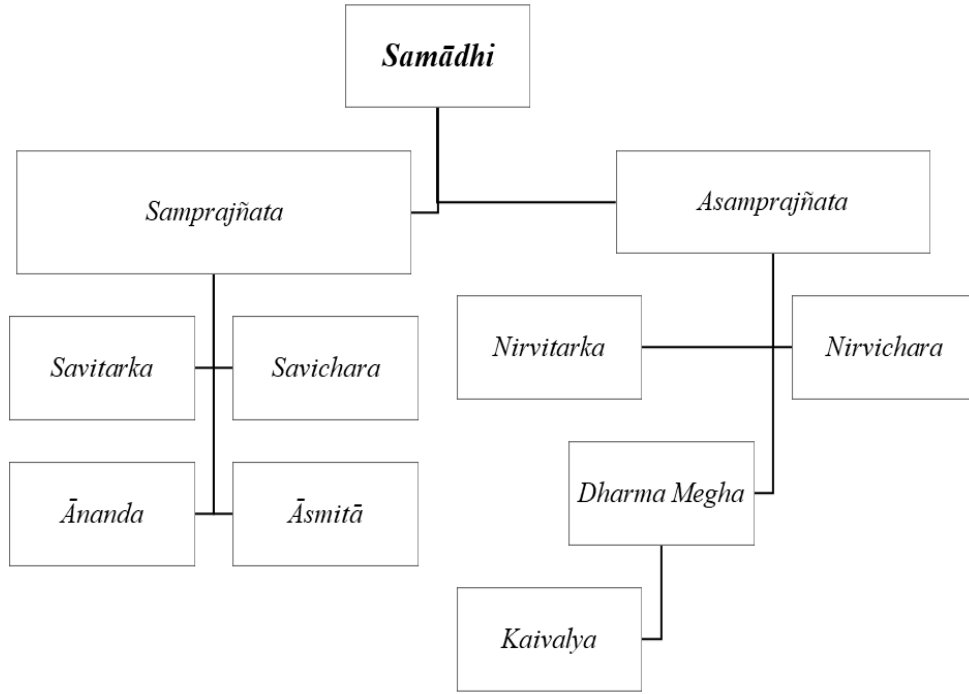 Samādhi
Samprajñata
Asamprajñata
Savitarka
Savichara
Nirvitarka
Nirvichara
Ānanda
Āsmitā
Dharma Megha
Kaivalya